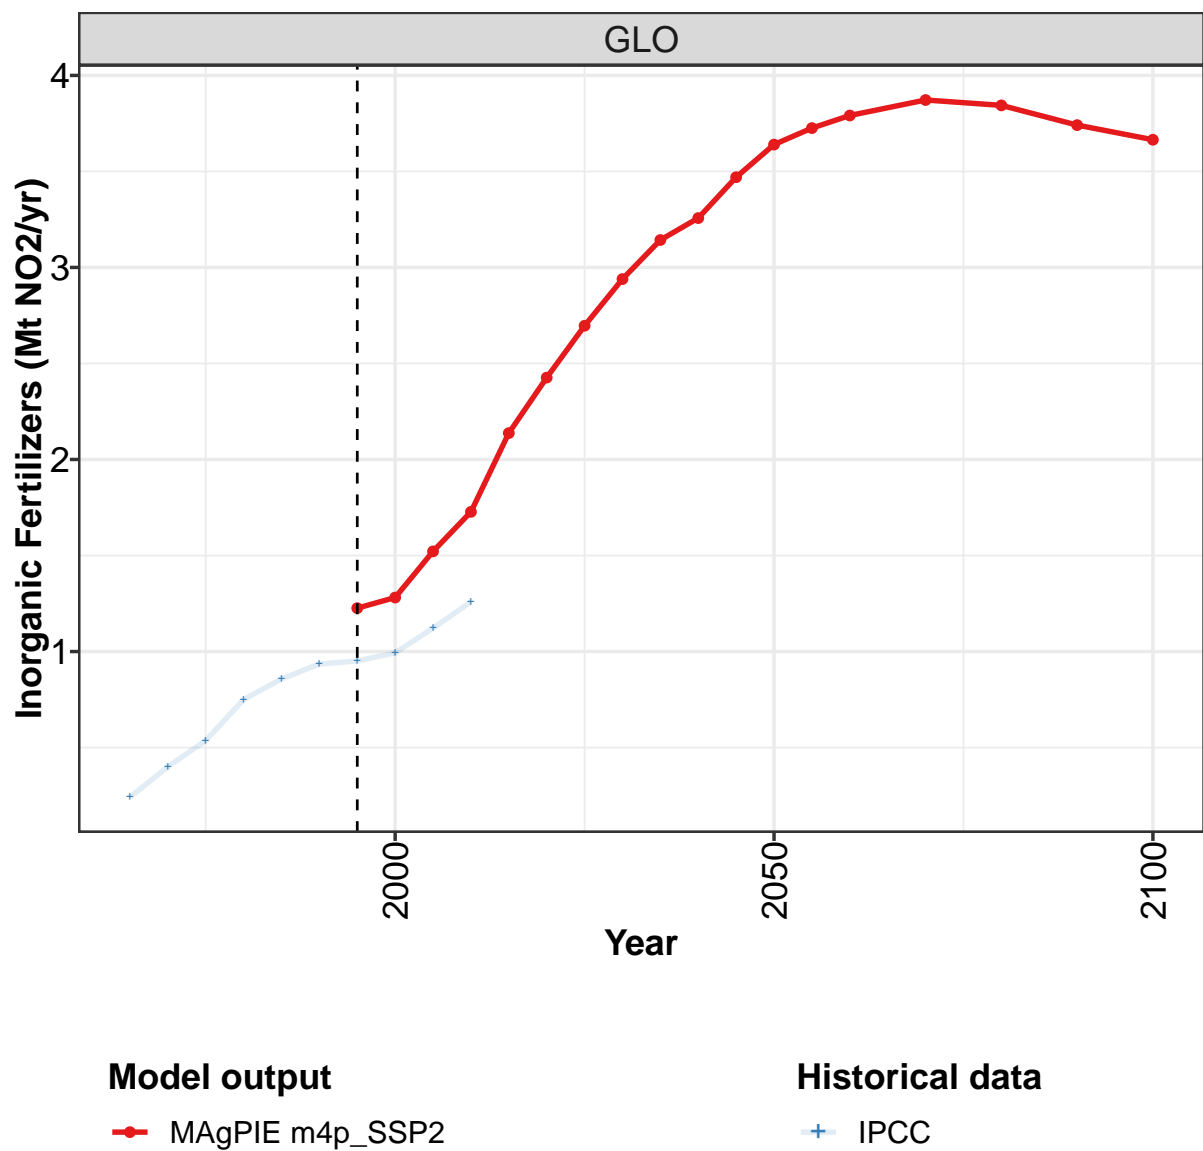 GLO
Inorganic Fertilizers (Mt NO2/yr)
4
3
2
1
2000
2050
2100
Year
Model output
MAgPIE m4p_SSP2
Historical data
IPCC